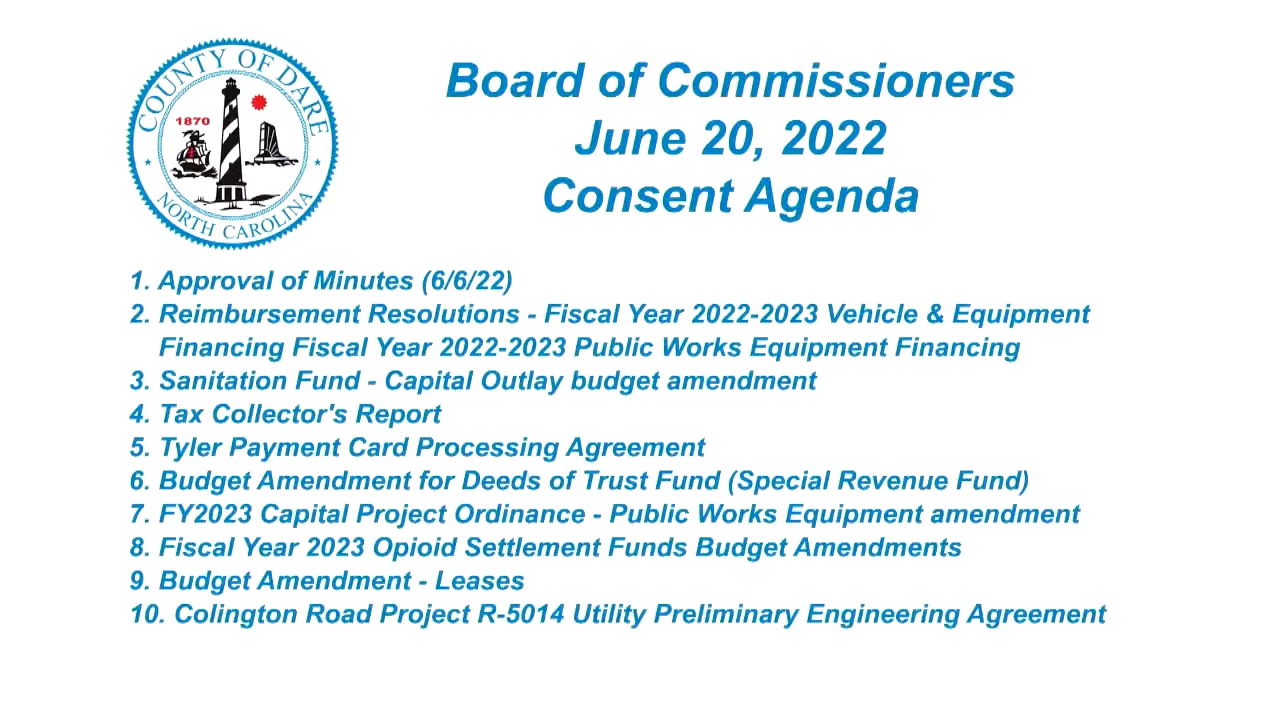 COUNTY OF DARE
1870
NORTH CAROLINA
Board of Commissioners
June 20, 2022
Consent Agenda
1. Approval of Minutes (6/6/22)
2. Reimbursement Resolutions - Fiscal Year 2022-2023 Vehicle & Equipment
Financing Fiscal Year 2022-2023 Public Works Equipment Financing
3. Sanitation Fund - Capital Outlay budget amendment
4. Tax Collector's Report
5. Tyler Payment Card Processing Agreement
6. Budget Amendment for Deeds of Trust Fund (Special Revenue Fund)
7. FY2023 Capital Project Ordinance - Public Works Equipment amendment
8. Fiscal Year 2023 Opioid Settlement Funds Budget Amendments
9. Budget Amendment - Leases
10. Colington Road Project R-5014 Utility Preliminary Engineering Agreement